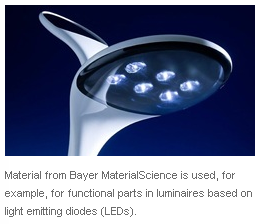 Material from Bayer MaterialScience is used, for
example, for functional parts in luminaires based on
light emitting diodes (LEDs).